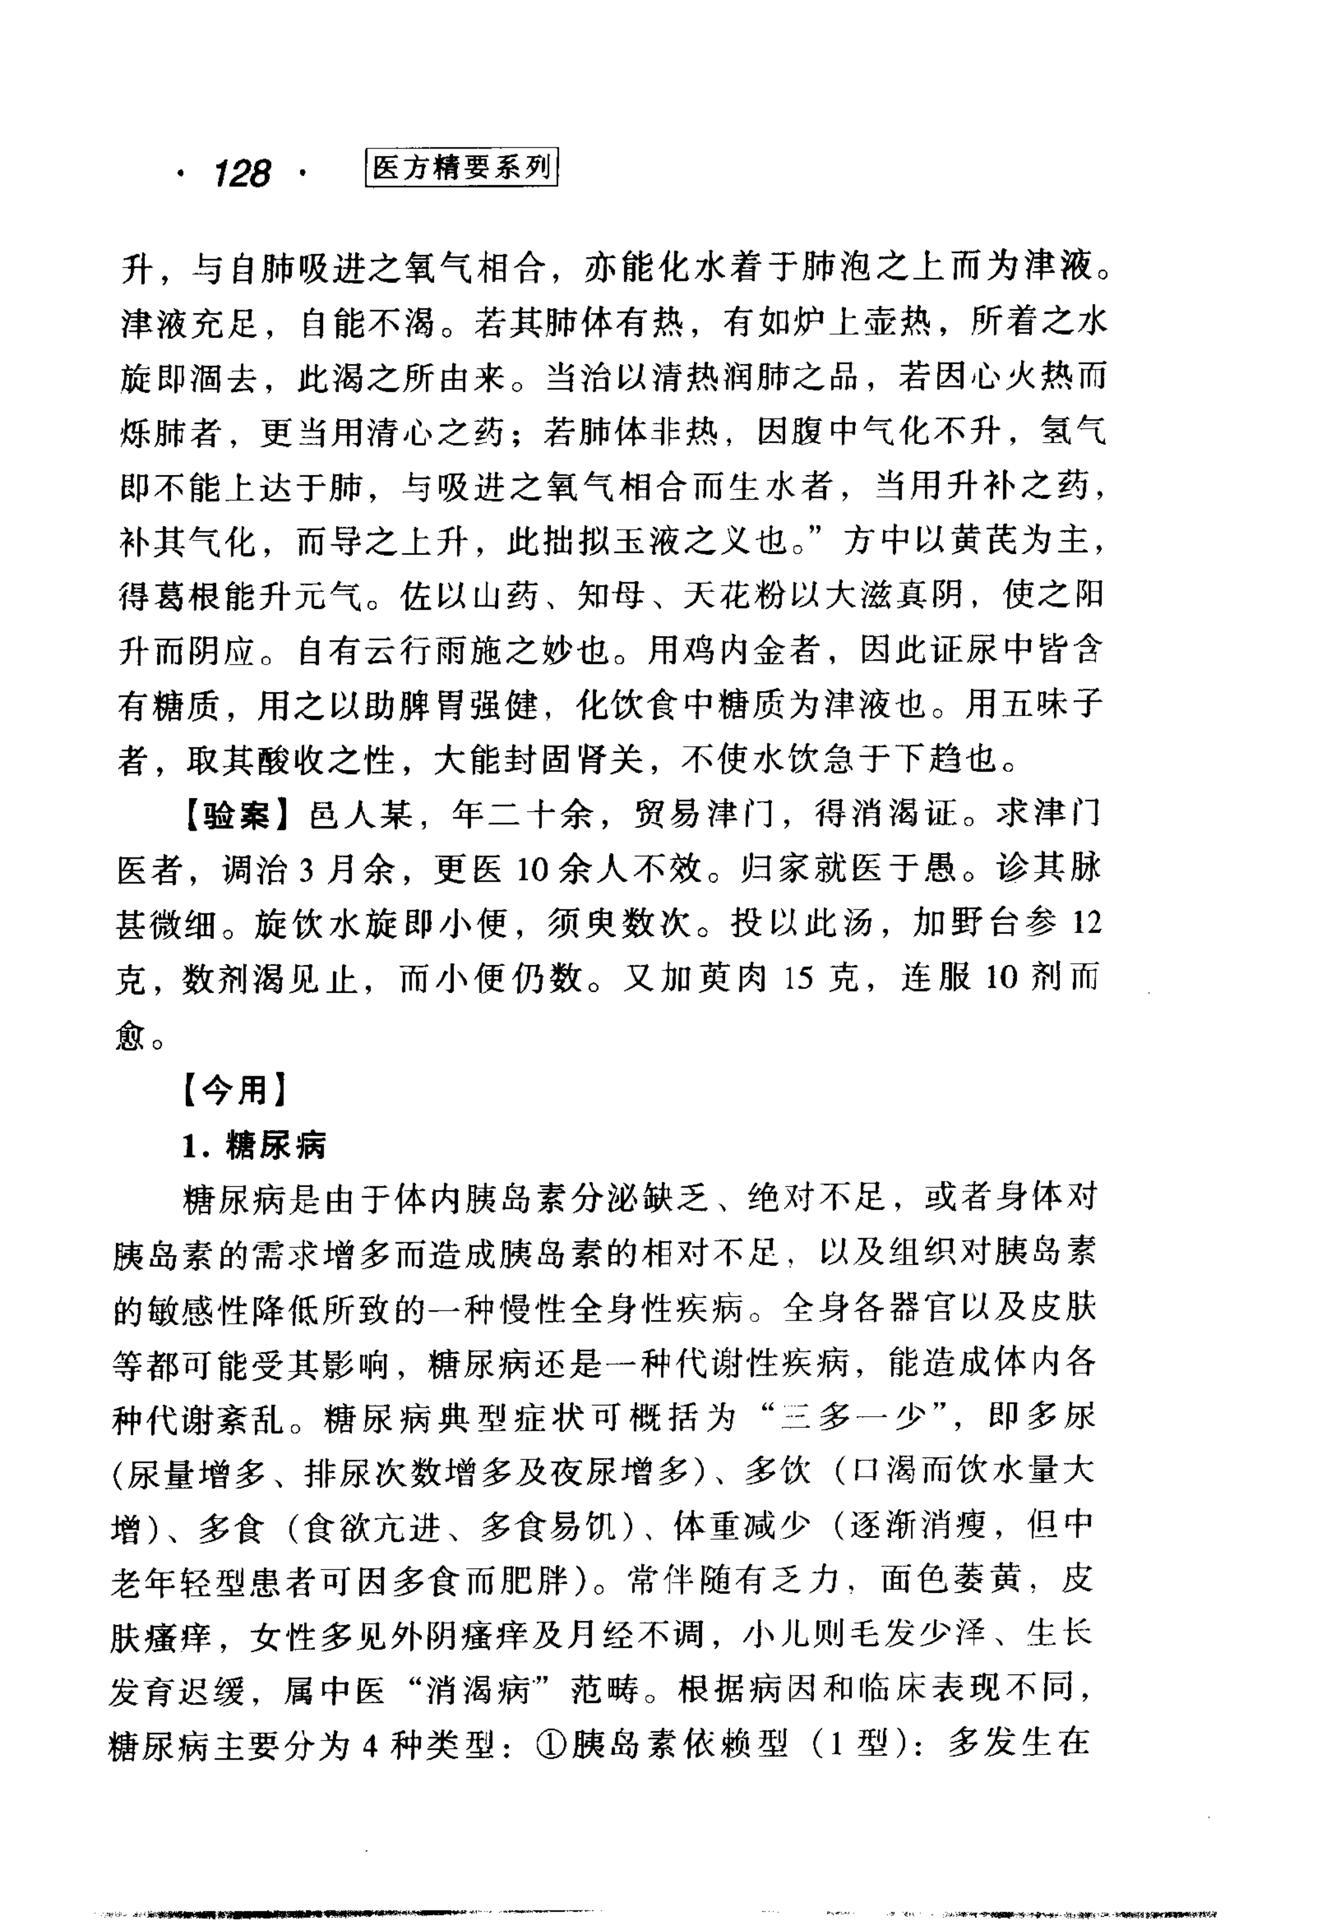 · 128 · 医方精要系列
升，与自肺吸进之氧气相合，亦能化水着于肺泡之上而为津液。
津液充足，自能不渴。若其肺体有热，有如炉上壶热，所着之水
旋即涸去，此渴之所由来。当治以清热润肺之品，若因心火热而
烁肺者，更当用清心之药；若肺体非热，因腹中气化不升，氢气
即不能上达于肺，与吸进之氧气相合而生水者，当用升补之药，
补其气化，而导之上升，此拙拟玉液之义也。”方中以黄芪为主，
得葛根能升元气。佐以山药、知母、天花粉以大滋真阴，使之阳
升而阴应。自有云行雨施之妙也。用鸡内金者，因此证尿中皆含
有糖质，用之以助脾胃强健，化饮食中糖质为津液也。用五味子
者，取其酸收之性，大能封固肾关，不使水饮急于下趋也。
【验案】邑人某，年二十余，贸易津门，得消渴证。求津门
医者，调治 3 月余，更医 10 余人不效。归家就医于愚。诊其脉
甚微细。旋饮水旋即小便，须臾数次。投以此汤，加野台参 12
克，数剂渴见止，而小便仍数。又加萸肉 15 克，连服 10 剂而
愈。
【今用】
1. 糖尿病
糖尿病是由于体内胰岛素分泌缺乏、绝对不足，或者身体对
胰岛素的需求增多而造成胰岛素的相对不足，以及组织对胰岛素
的敏感性降低所致的一种慢性全身性疾病。全身各器官以及皮肤
等都可能受其影响，糖尿病还是一种代谢性疾病，能造成体内各
种代谢紊乱。糖尿病典型症状可概括为“三多一少”，即多尿
（尿量增多、排尿次数增多及夜尿增多）、多饮（口渴而饮水量大
增）、多食（食欲亢进、多食易饥）、体重减少（逐渐消瘦，但中
老年轻型患者可因多食而肥胖）。常伴随有乏力，面色萎黄，皮
肤瘙痒，女性多见外阴瘙痒及月经不调，小儿则毛发少泽、生长
发育迟缓，属中医“消渴病”范畴。根据病因和临床表现不同，
糖尿病主要分为 4 种类型：①胰岛素依赖型（1 型）：多发生在